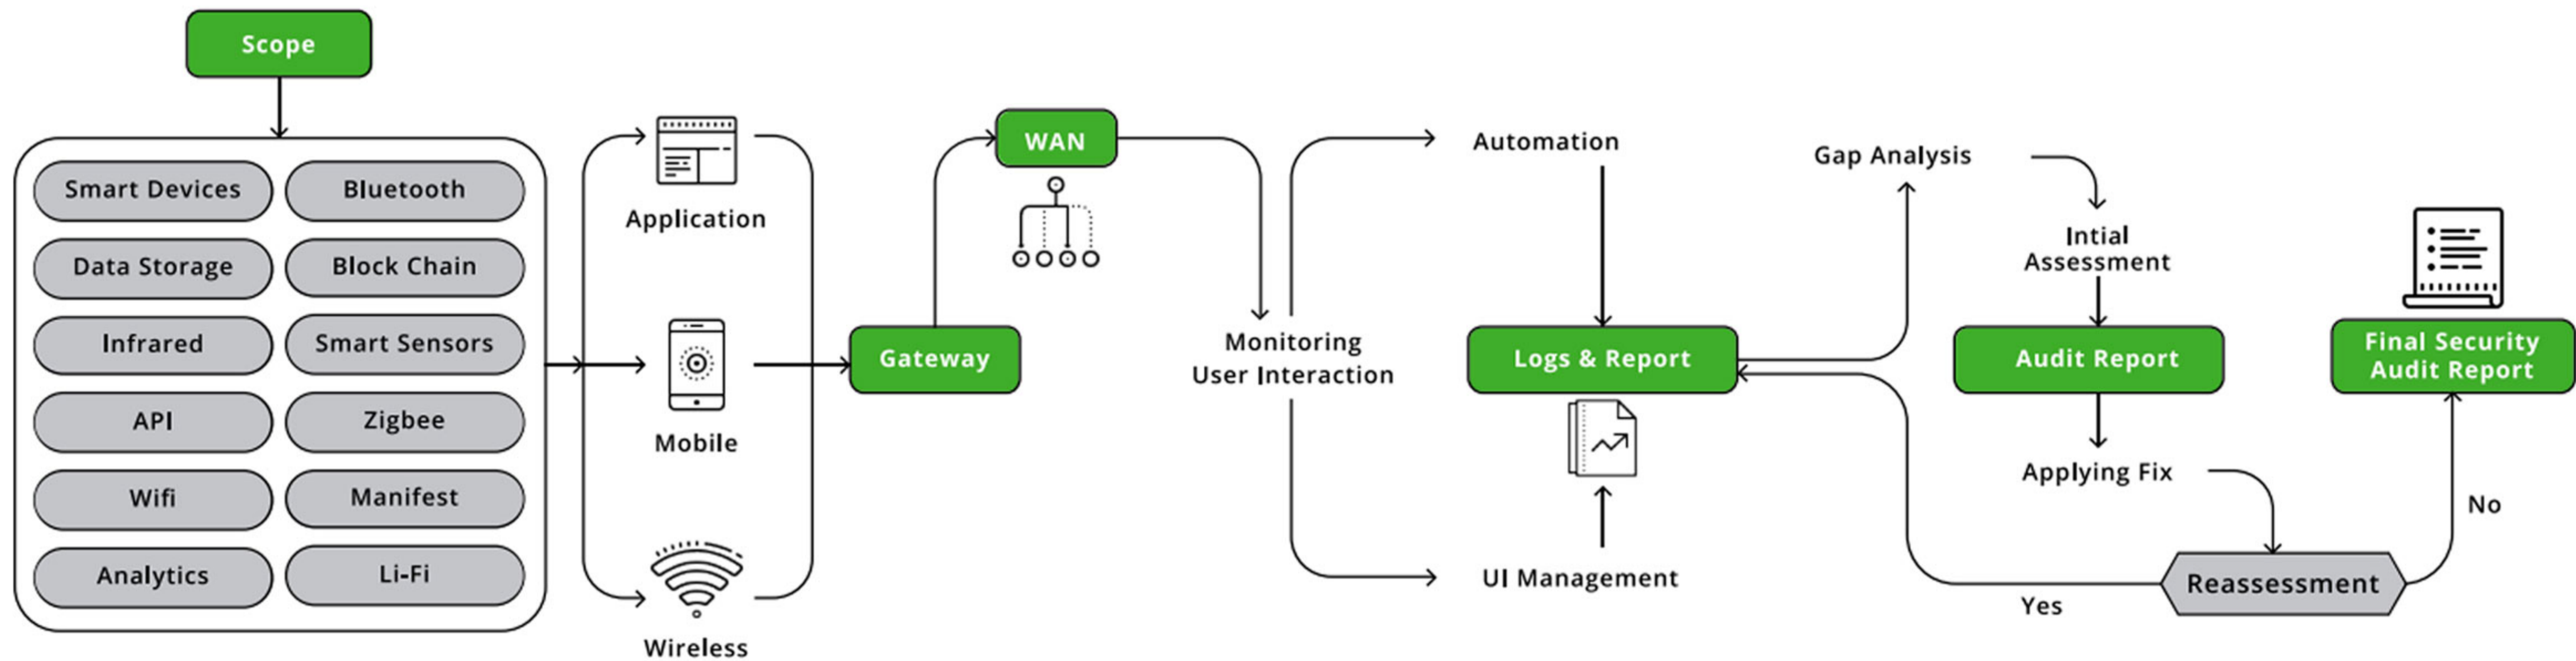 Scope
Smart Devices
Bluetooth
Data Storage
Block Chain
Infrared
Smart Sensors
API
Zigbee
Wifi
Manifest
Analytics
Li-Fi
Application
Mobile
Wireless
Gateway
WAN
Monitoring
User Interaction
Automation
Logs & Report
UI Management
Gap Analysis
Intial
Assessment
Audit Report
Applying Fix
Reassessment
Yes
No
Final Security
Audit Report